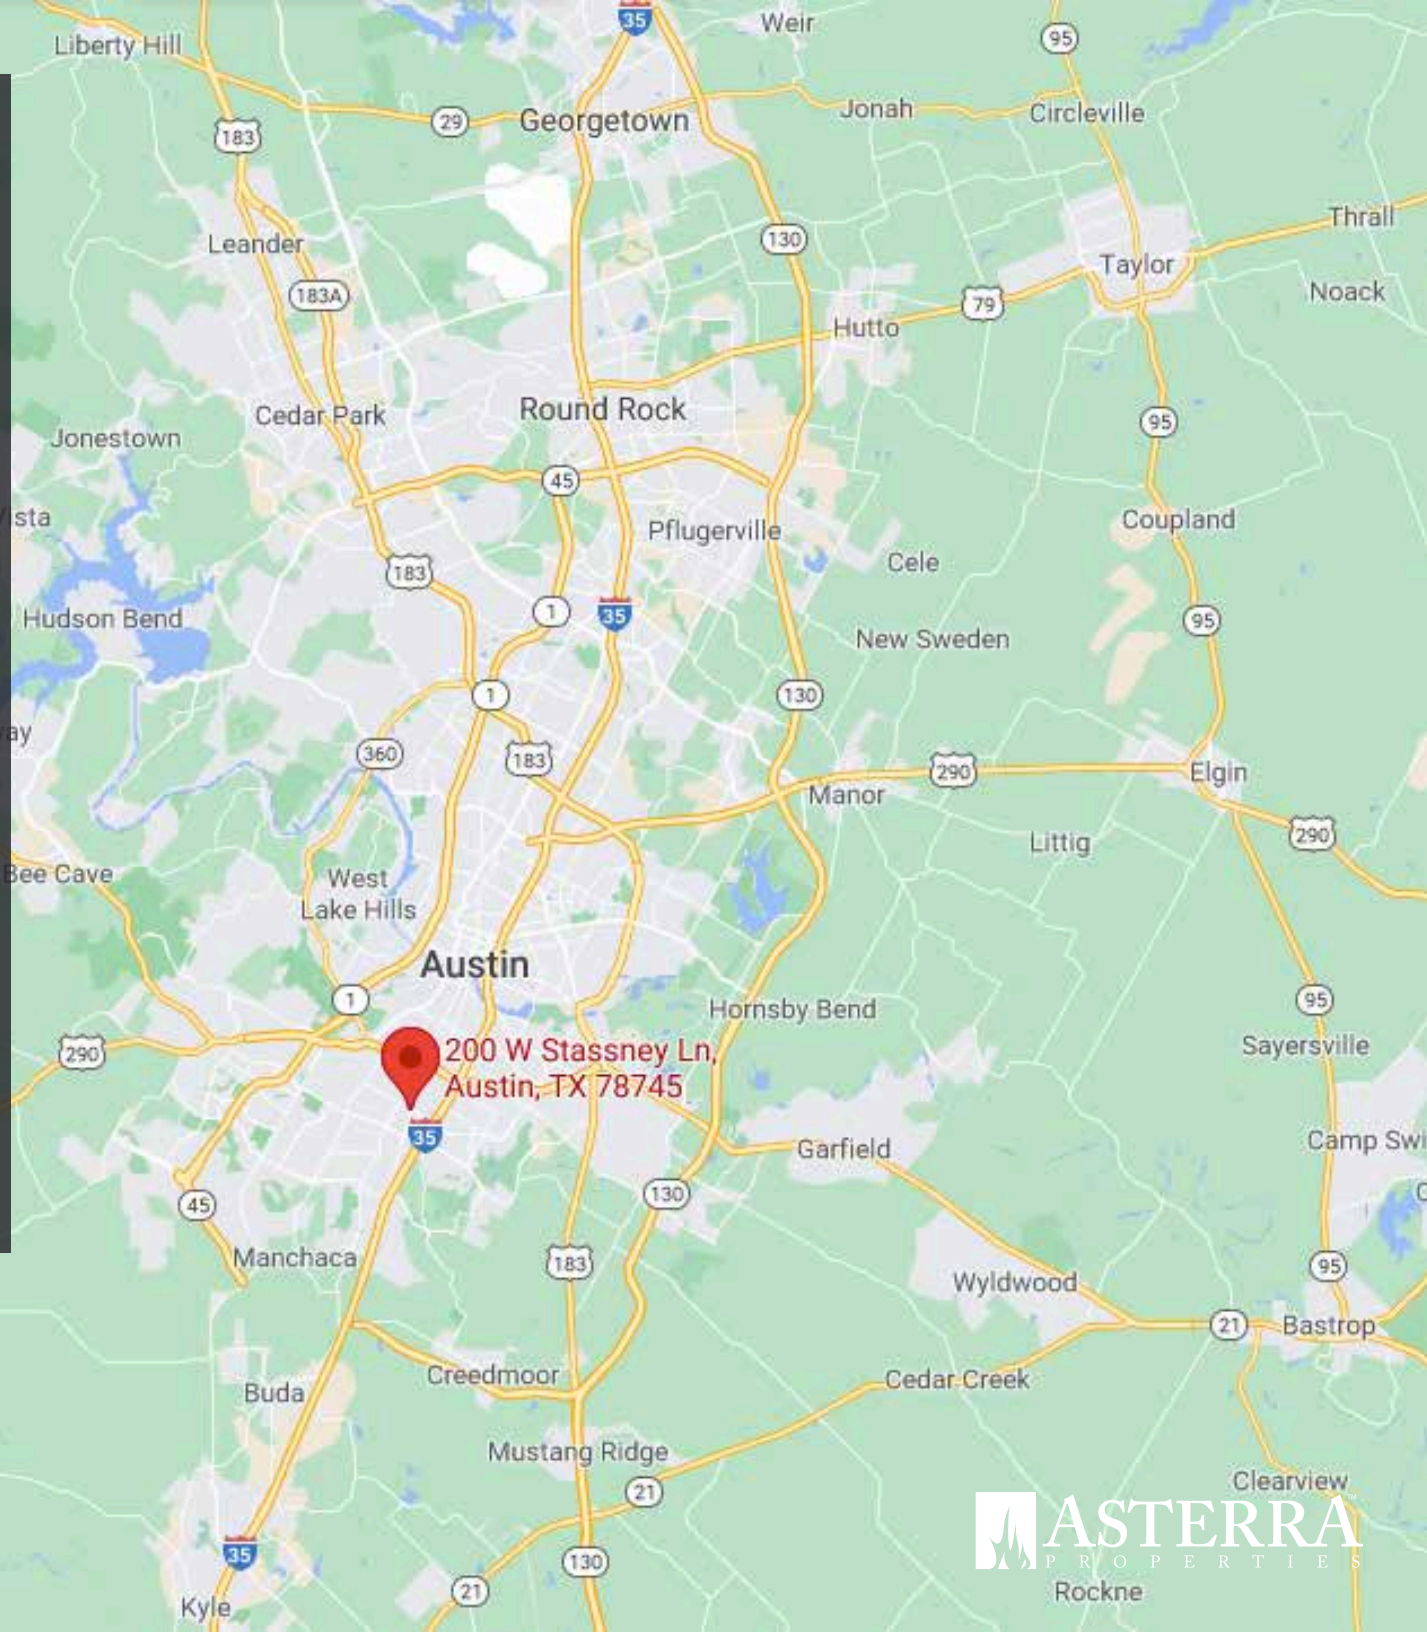 35
Weir
Liberty Hill
95
29
Georgetown
Jonah
Circleville
183
Thrall
130
Leander
Taylor
183A
Noack
79
Hutto
Cedar Park
Round Rock
95
Jonestown
45
ista
Coupland
Pflugerville
Cele
183
1
35
Hudson Bend
95
New Sweden
1
130
ay
360
183
290
Elgin
Manor
290
Littig
Bee Cave
West
Lake Hills
Austin
1
95
Hornsby Bend
290
Sayersville
200 W Stassney Ln,
Austin, TX 78745
35
Camp Swi
Garfield
130
45
Manchaca
183
95
Wyldwood
21
Bastrop
Creedmoor
Cedar Creek
Buda
Mustang Ridge
21
Clearview
ASTERRA
PROPERTIES
35
130
21
Rockne
Kyle